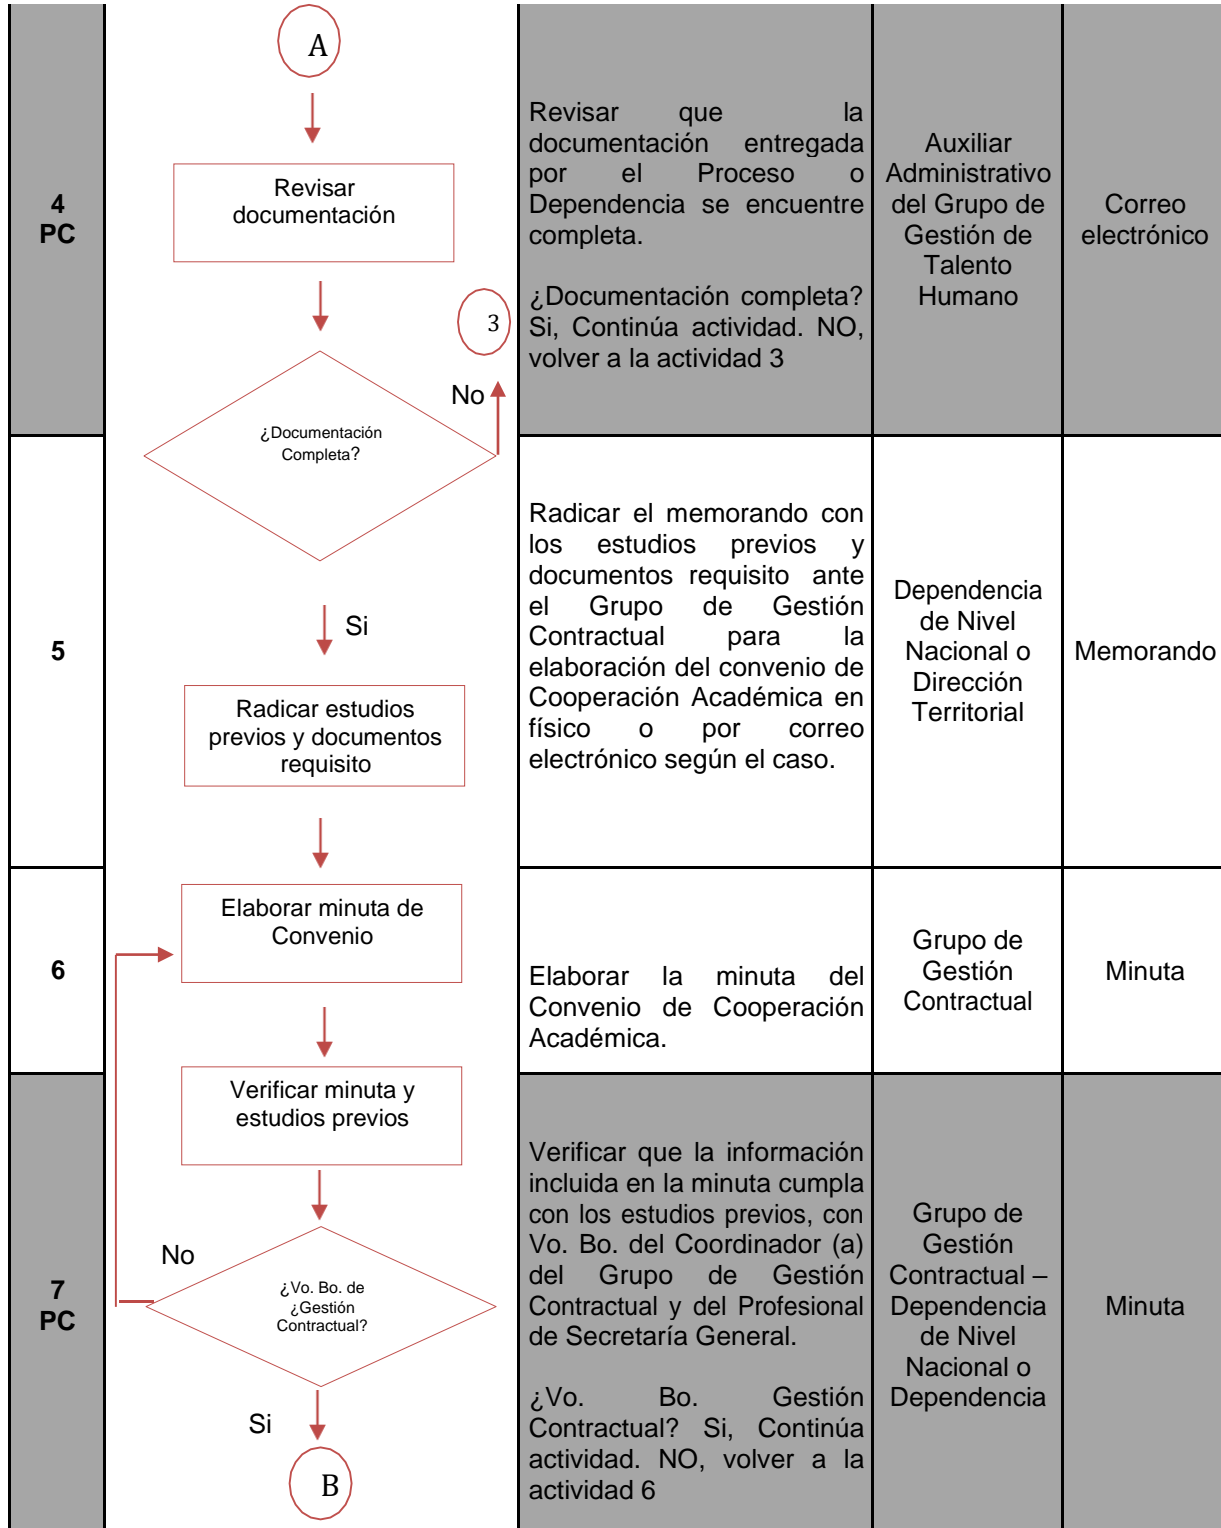 4
PC
A
Revisar
documentación
3
No
¿Documentación
Completa?
Revisar que la
documentación entregada
por el Proceso o
Dependencia se encuentre
completa.
¿Documentación completa?
Si, Continúa actividad. NO,
volver a la actividad 3
Auxiliar
Administrativo
del Grupo de
Gestión de
Talento
Humano
Correo
electrónico
5
Si
Radicar estudios
previos y documentos
requisito
Radicar el memorando con
los estudios previos y
documentos requisito ante
el Grupo de Gestión
Contractual para la
elaboración del convenio de
Cooperación Académica en
físico o por correo
electrónico según el caso.
Dependencia
de Nivel
Nacional o
Dirección
Territorial
Memorando
6
Elaborar minuta de
Convenio
Elaborar la minuta del
Convenio de Cooperación
Académica.
Grupo de
Gestión
Contractual
Minuta
7
PC
Verificar minuta y
estudios previos
No
¿Vo. Bo. de
¿Gestión
Contractual?
Si
B
Verificar que la información
incluida en la minuta cumpla
con los estudios previos, con
Vo. Bo. del Coordinador (a)
del Grupo de Gestión
Contractual y del Profesional
de Secretaría General.
¿Vo. Bo. Gestión
Contractual? Si, Continúa
actividad. NO, volver a la
actividad 6
Grupo de
Gestión
Contractual –
Dependencia
de Nivel
Nacional o
Dependencia
Minuta